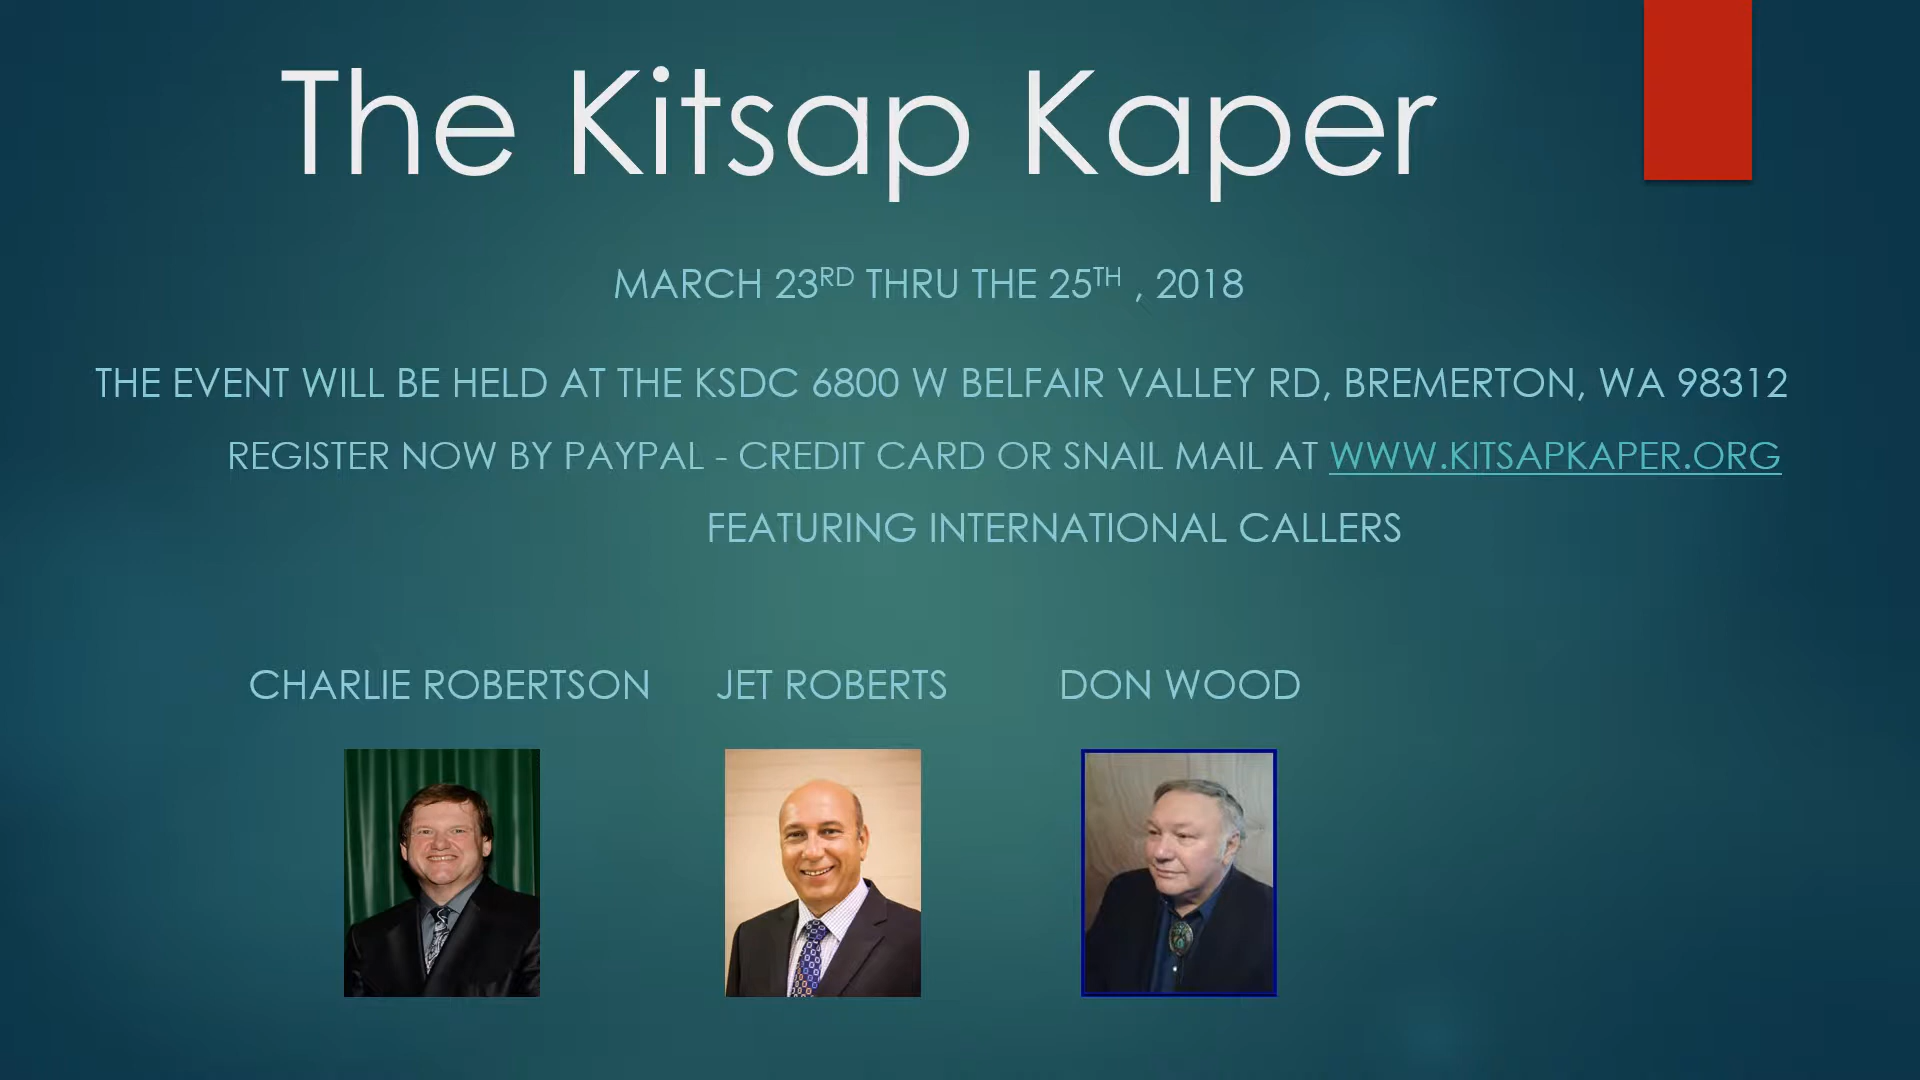 The Kitsap Kaper
MARCH 23RD THRU THE 25TH , 2018
THE EVENT WILL BE HELD AT THE KSDC 6800 W BELFAIR VALLEY RD, BREMERTON, WA 98312
REGISTER NOW BY PAYPAL - CREDIT CARD OR SNAIL MAIL AT WWW.KITSAPKAPER.ORG
FEATURING INTERNATIONAL CALLERS
CHARLIE ROBERTSON JET ROBERTS DON WOOD